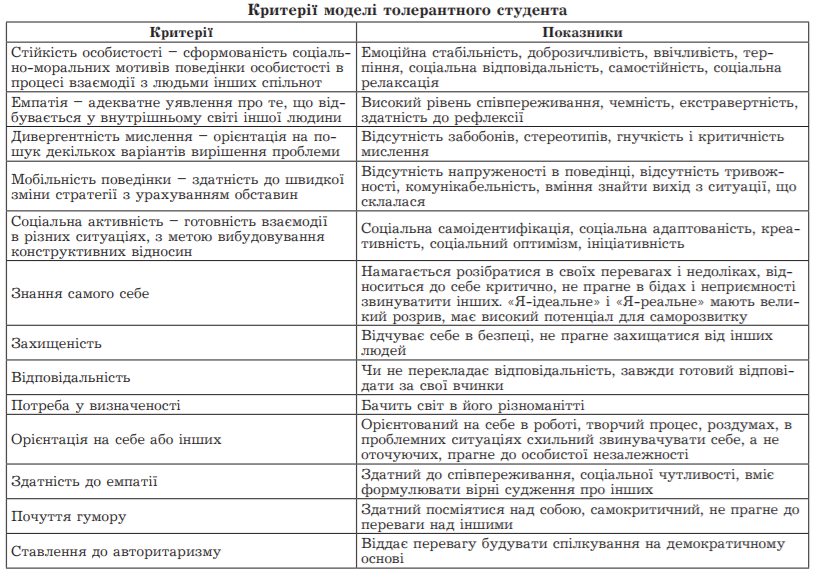 Критерії моделі толерантного студента
Критерії
Показники
Стійкість особистості – сформованість соціаль-
но-моральних мотивів поведінки особистості в
процесі взаємодії з людьми інших спільнот
Емоційна стабільність, доброзичливість, ввічливість, тер-
піння, соціальна відповідальність, самостійність, соціальна
релаксація
Емпатія – адекватне уявлення про те, що від-
бувається у внутрішньому світі іншої людини
Високий рівень співпереживання, чемність, екстравертність,
здатність до рефлексії
Дивергентність мислення – орієнтація на по-
шук декількох варіантів вирішення проблеми
Відсутність забобонів, стереотипів, гнучкість і критичність
мислення
Мобільність поведінки – здатність до швидкої
зміни стратегії з урахуванням обставин
Відсутність напруженості в поведінці, відсутність тривож-
ності, комунікабельність, вміння знайти вихід з ситуації, що
склалася
Соціальна активність – готовність взаємодії
в різних ситуаціях, з метою вибудовування
конструктивних відносин
Соціальна самоідентифікація, соціальна адаптованість, креа-
тивність, соціальний оптимізм, ініціативність
Знання самого себе
Намагається розібратися в своїх перевагах і недоліках, від-
носиться до себе критично, не прагне в бідах і неприємності
звинуватити інших. «Я-ідеальне» і «Я-реальне» мають вели-
кий розрив, має високий потенціал для саморозвитку
Захищеність
Відчуває себе в безпеці, не прагне захищатися від інших
людей
Відповідальність
Чи не перекладає відповідальність, завжди готовий відпові-
дати за свої вчинки
Потреба у визначеності
Бачить світ в його різноманітті
Орієнтація на себе або інших
Орієнтований на себе в роботі, творчий процес, роздумах, в
проблемних ситуаціях схильний звинувачувати себе, а не
оточуючих, прагне до особистої незалежності
Здатність до емпатії
Здатний до співпереживання, соціальної чутливості, вміє
формулювати вірні судження про інших
Почуття гумору
Здатний посміятися над собою, самокритичний, не прагне до
переваги над іншими
Ставлення до авторитаризму
Віддає перевагу будувати спілкування на демократичному
основі